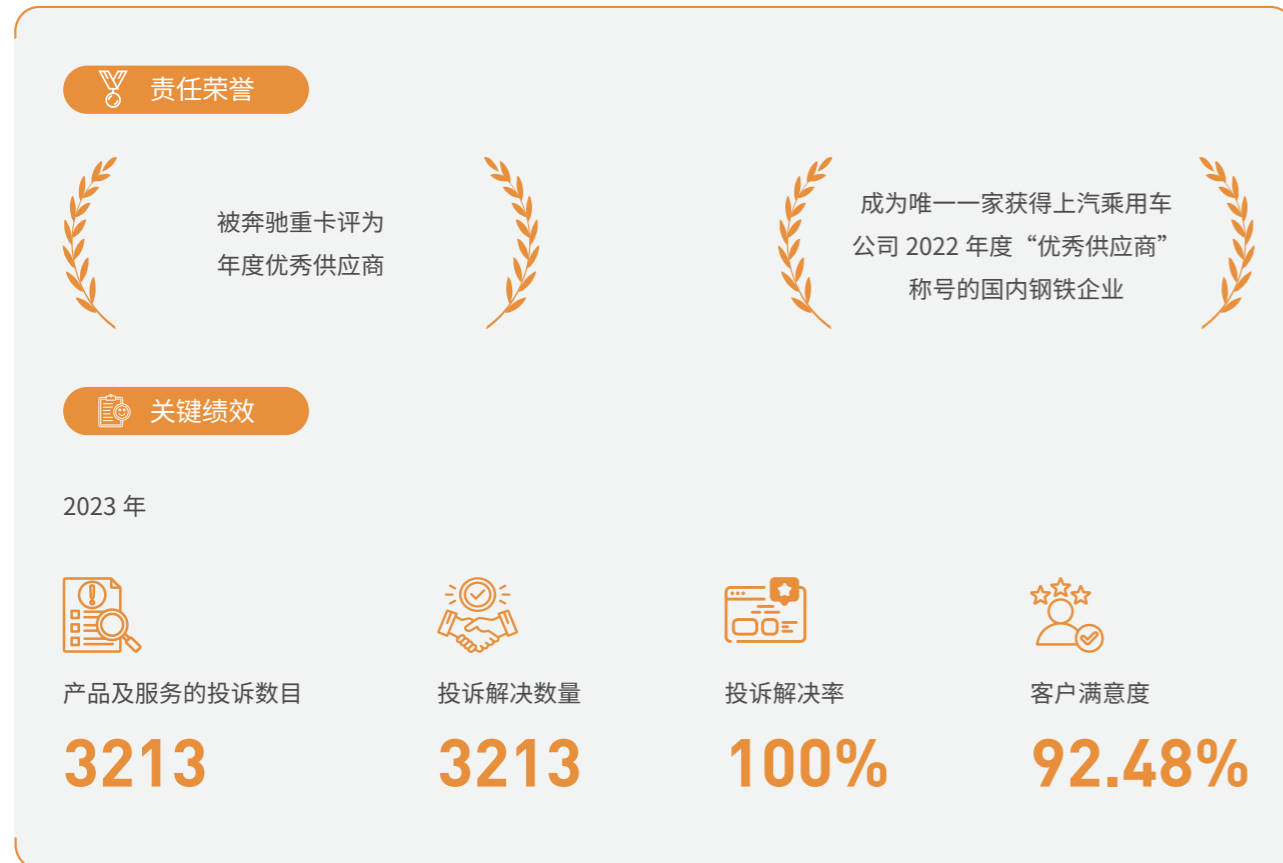 责任荣誉
被奔驰重卡评为
年度优秀供应商
成为唯一一家获得上汽乘用车
公司 2022 年度“优秀供应商”
称号的国内钢铁企业
关键绩效
2023 年
产品及服务的投诉数目
3213
投诉解决数量
3213
投诉解决率
100%
客户满意度
92.48%